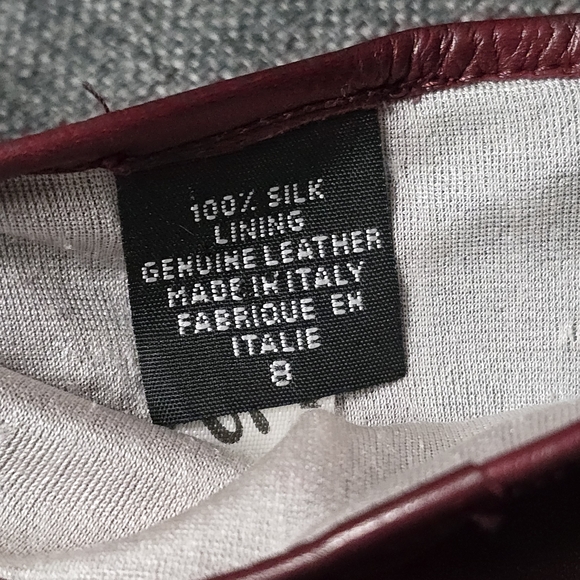 100% SILK
LINING
GENUINE LEATHER
MADE IN ITALY
FABRIQUE EN
ITALIE
8